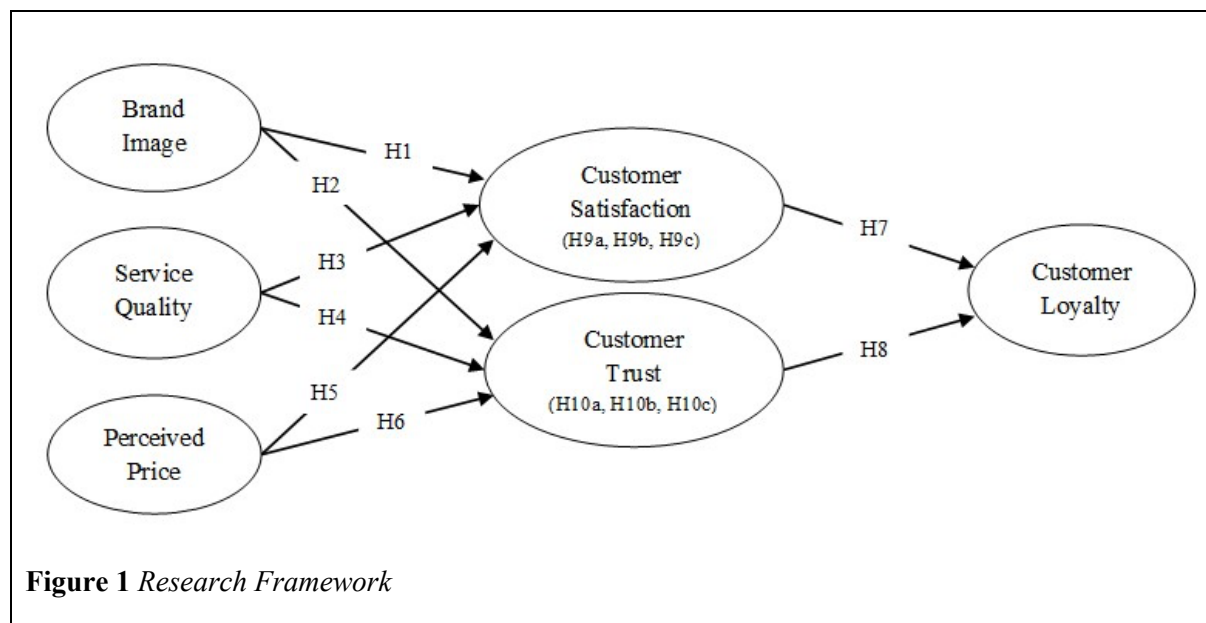 Brand
Image
H1
H2
Customer
Satisfaction
(H9a, H9b, H9c)
H3
Service
Quality
H4
H7
Customer
Loyalty
Customer
Trust
(H10a, H10b, H10c)
H8
H5
H6
Perceived
Price
Figure 1 Research Framework